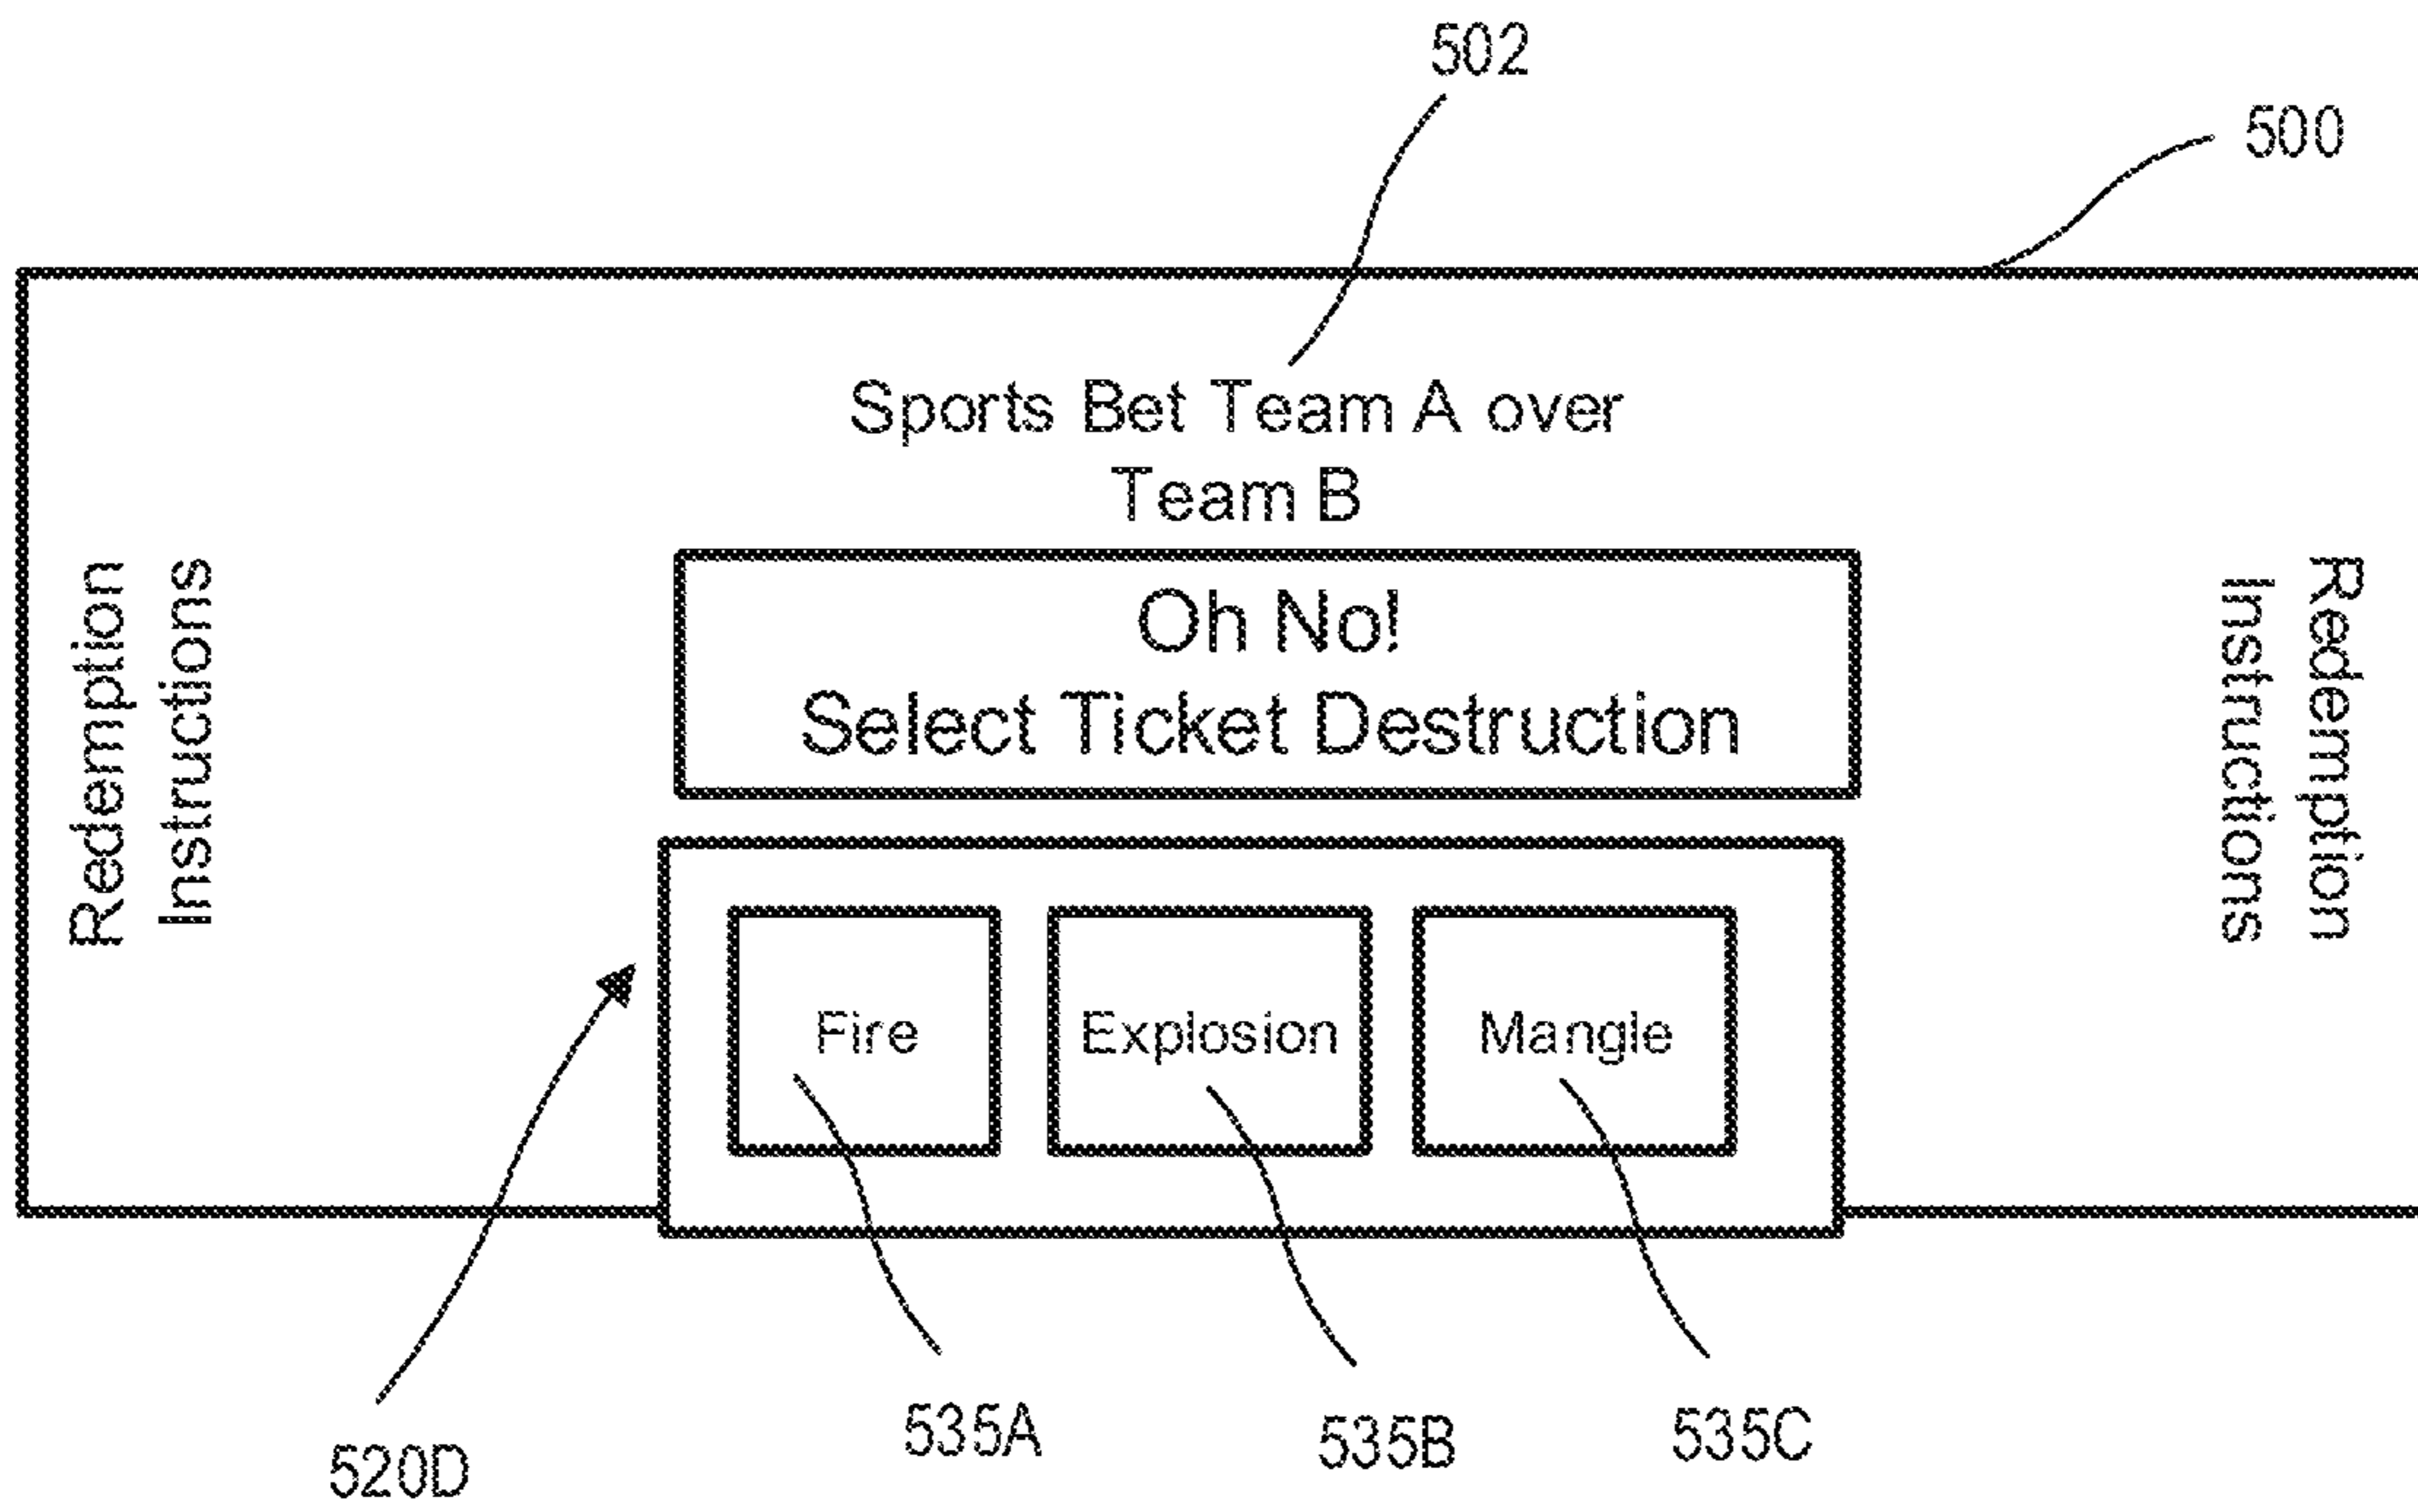 502
500
Sports Bet Team A over
Team B
Redemption
Instructions
Oh No!
Select Ticket Destruction
Redemption
Instructions
Fire
Explosion
Mangle
520D
535A
535B
535C